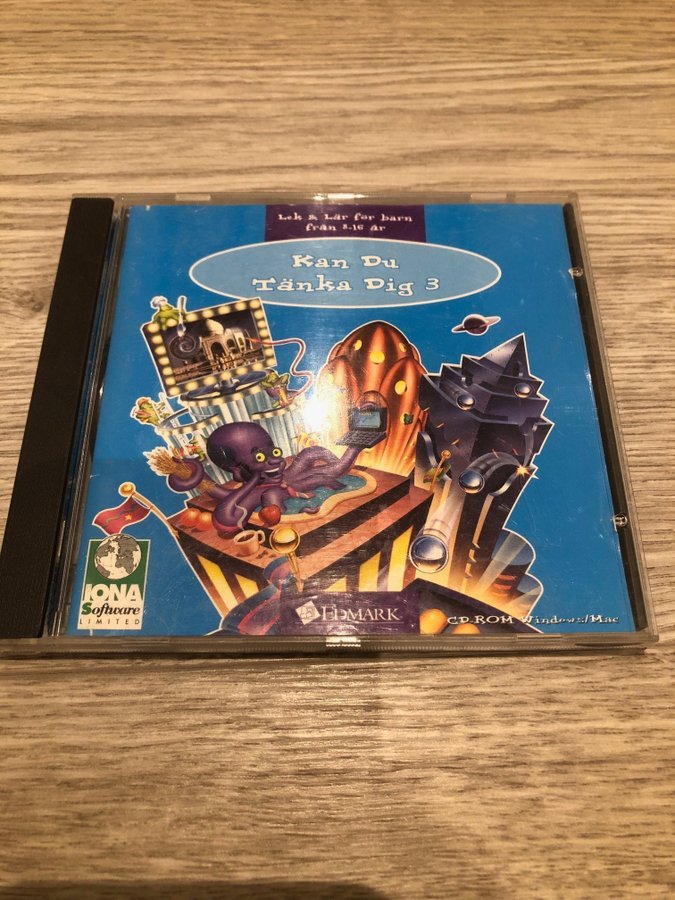 Lek & Lär för barn
från 8-16 år
Kan Du
Tänka Dig 3
IONA
Software
LIMITED
EDMARK
CD-ROM Windows/Mac